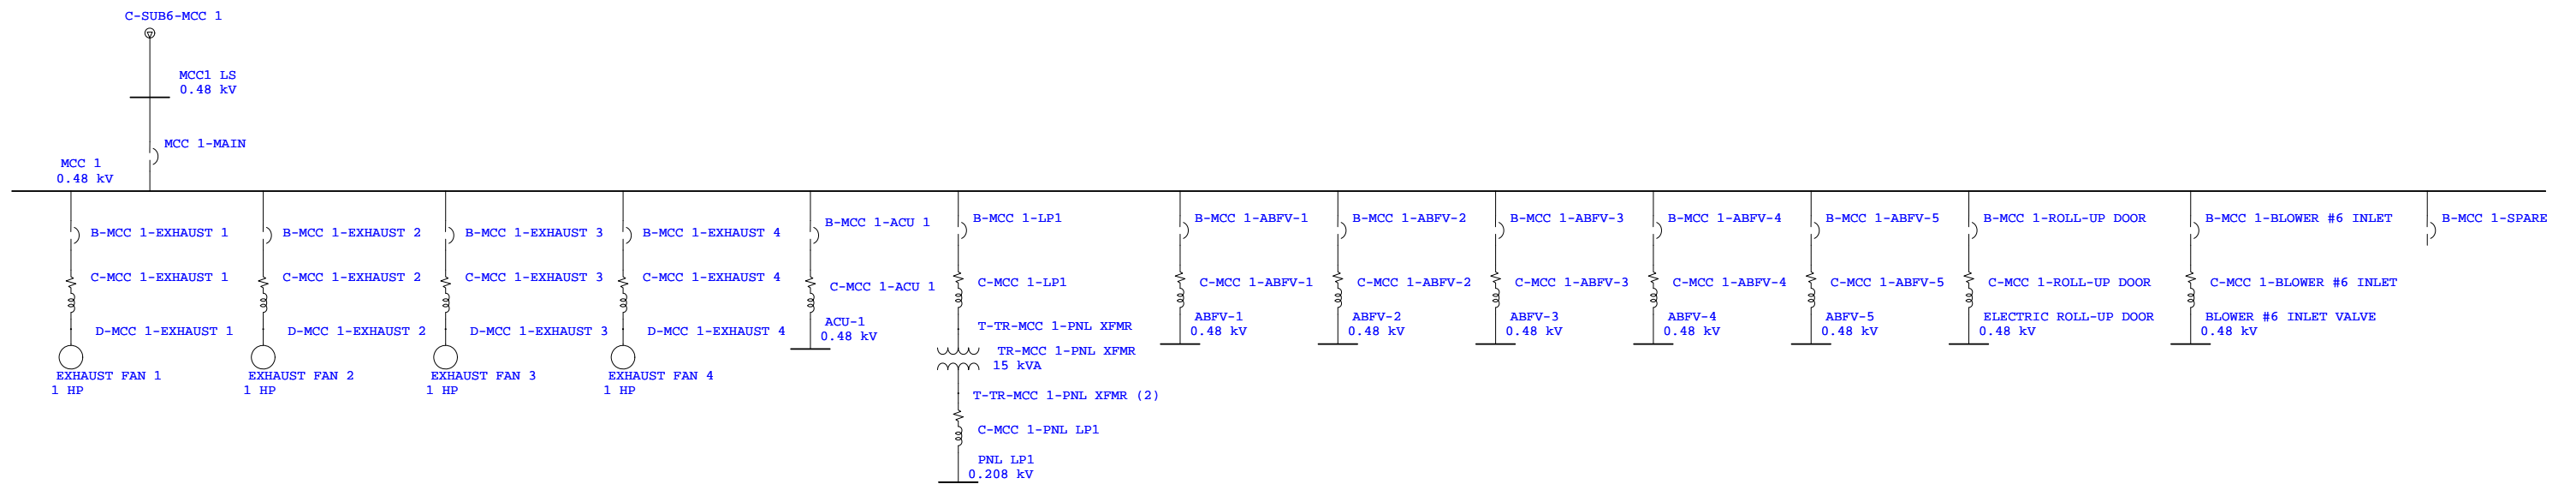 C-SUB6-MCC 1
MCC1 LS
0.48 kV
MCC 1-MAIN
MCC 1
0.48 kV
B-MCC 1-EXHAUST 1
C-MCC 1-EXHAUST 1
D-MCC 1-EXHAUST 1
EXHAUST FAN 1
1 HP
B-MCC 1-EXHAUST 2
C-MCC 1-EXHAUST 2
D-MCC 1-EXHAUST 2
EXHAUST FAN 2
1 HP
B-MCC 1-EXHAUST 3
C-MCC 1-EXHAUST 3
D-MCC 1-EXHAUST 3
EXHAUST FAN 3
1 HP
B-MCC 1-EXHAUST 4
C-MCC 1-EXHAUST 4
D-MCC 1-EXHAUST 4
EXHAUST FAN 4
1 HP
B-MCC 1-ACU 1
C-MCC 1-ACU 1
ACU-1
0.48 kV
B-MCC 1-LP1
C-MCC 1-LP1
T-TR-MCC 1-PNL XFMR
TR-MCC 1-PNL XFMR
15 kVA
T-TR-MCC 1-PNL XFMR (2)
C-MCC 1-PNL LP1
PNL LP1
0.208 kV
B-MCC 1-ABFV-1
C-MCC 1-ABFV-1
ABFV-1
0.48 kV
B-MCC 1-ABFV-2
C-MCC 1-ABFV-2
ABFV-2
0.48 kV
B-MCC 1-ABFV-3
C-MCC 1-ABFV-3
ABFV-3
0.48 kV
B-MCC 1-ABFV-4
C-MCC 1-ABFV-4
ABFV-4
0.48 kV
B-MCC 1-ABFV-5
C-MCC 1-ABFV-5
ABFV-5
0.48 kV
B-MCC 1-ROLL-UP DOOR
C-MCC 1-ROLL-UP DOOR
ELECTRIC ROLL-UP DOOR
0.48 kV
B-MCC 1-BLOWER #6 INLET
C-MCC 1-BLOWER #6 INLET
BLOWER #6 INLET VALVE
0.48 kV
B-MCC 1-SPARE